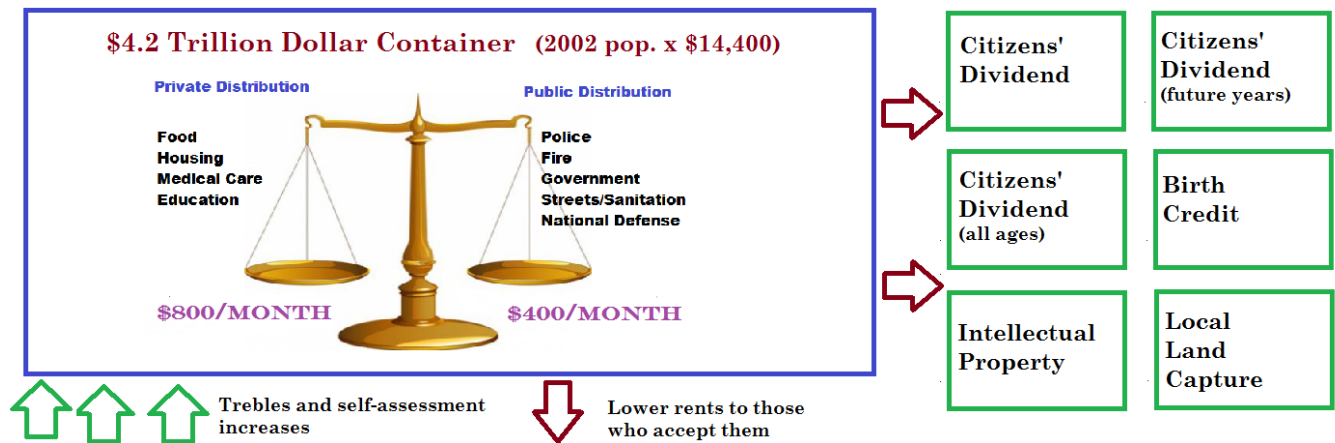 $4.2 Trillion Dollar Container (2002 pop. x $14,400)
Private Distribution
Food
Housing
Medical Care
Education
$800/MONTH
Public Distribution
Police
Fire
Government
Streets/Sanitation
National Defense
$400/MONTH
Citizens'
Dividend
Citizens'
Dividend
(future years)
Citizens'
Dividend
(all ages)
Birth
Credit
Intellectual
Property
Local
Land
Capture
Trebles and self-assessment
increases
Lower rents to those
who accept them